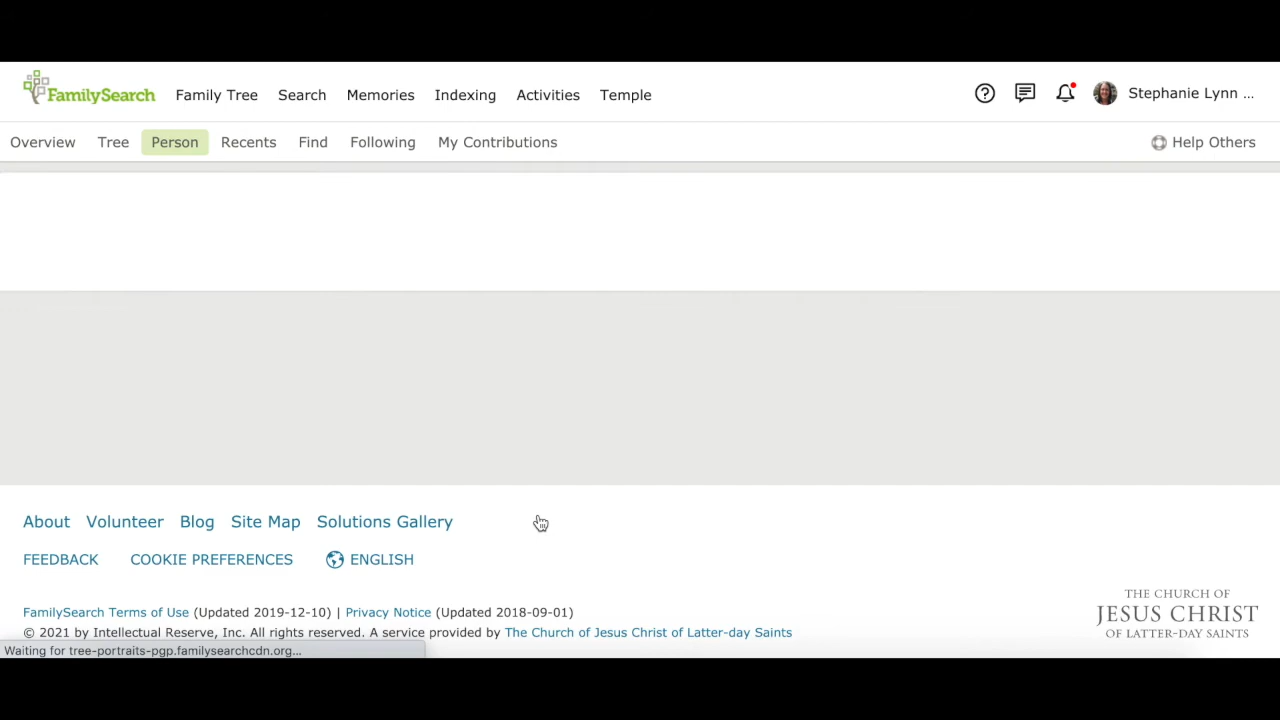 FamilySearch Family Tree Search Memories Indexing Activities Temple Stephanie Lynn ...
Overview Tree Person Recents Find Following My Contributions Help Others
About Volunteer Blog Site Map Solutions Gallery
FEEDBACK COOKIE PREFERENCES ENGLISH
FamilySearch Terms of Use (Updated 2019-12-10) | Privacy Notice (Updated 2018-09-01)
© 2021 by Intellectual Reserve, Inc. All rights reserved. A service provided by The Church of Jesus Christ of Latter-day Saints
THE CHURCH OF
JESUS CHRIST
OF LATTER-DAY SAINTS
Waiting for tree-portraits-pgp.familysearchcdn.org...